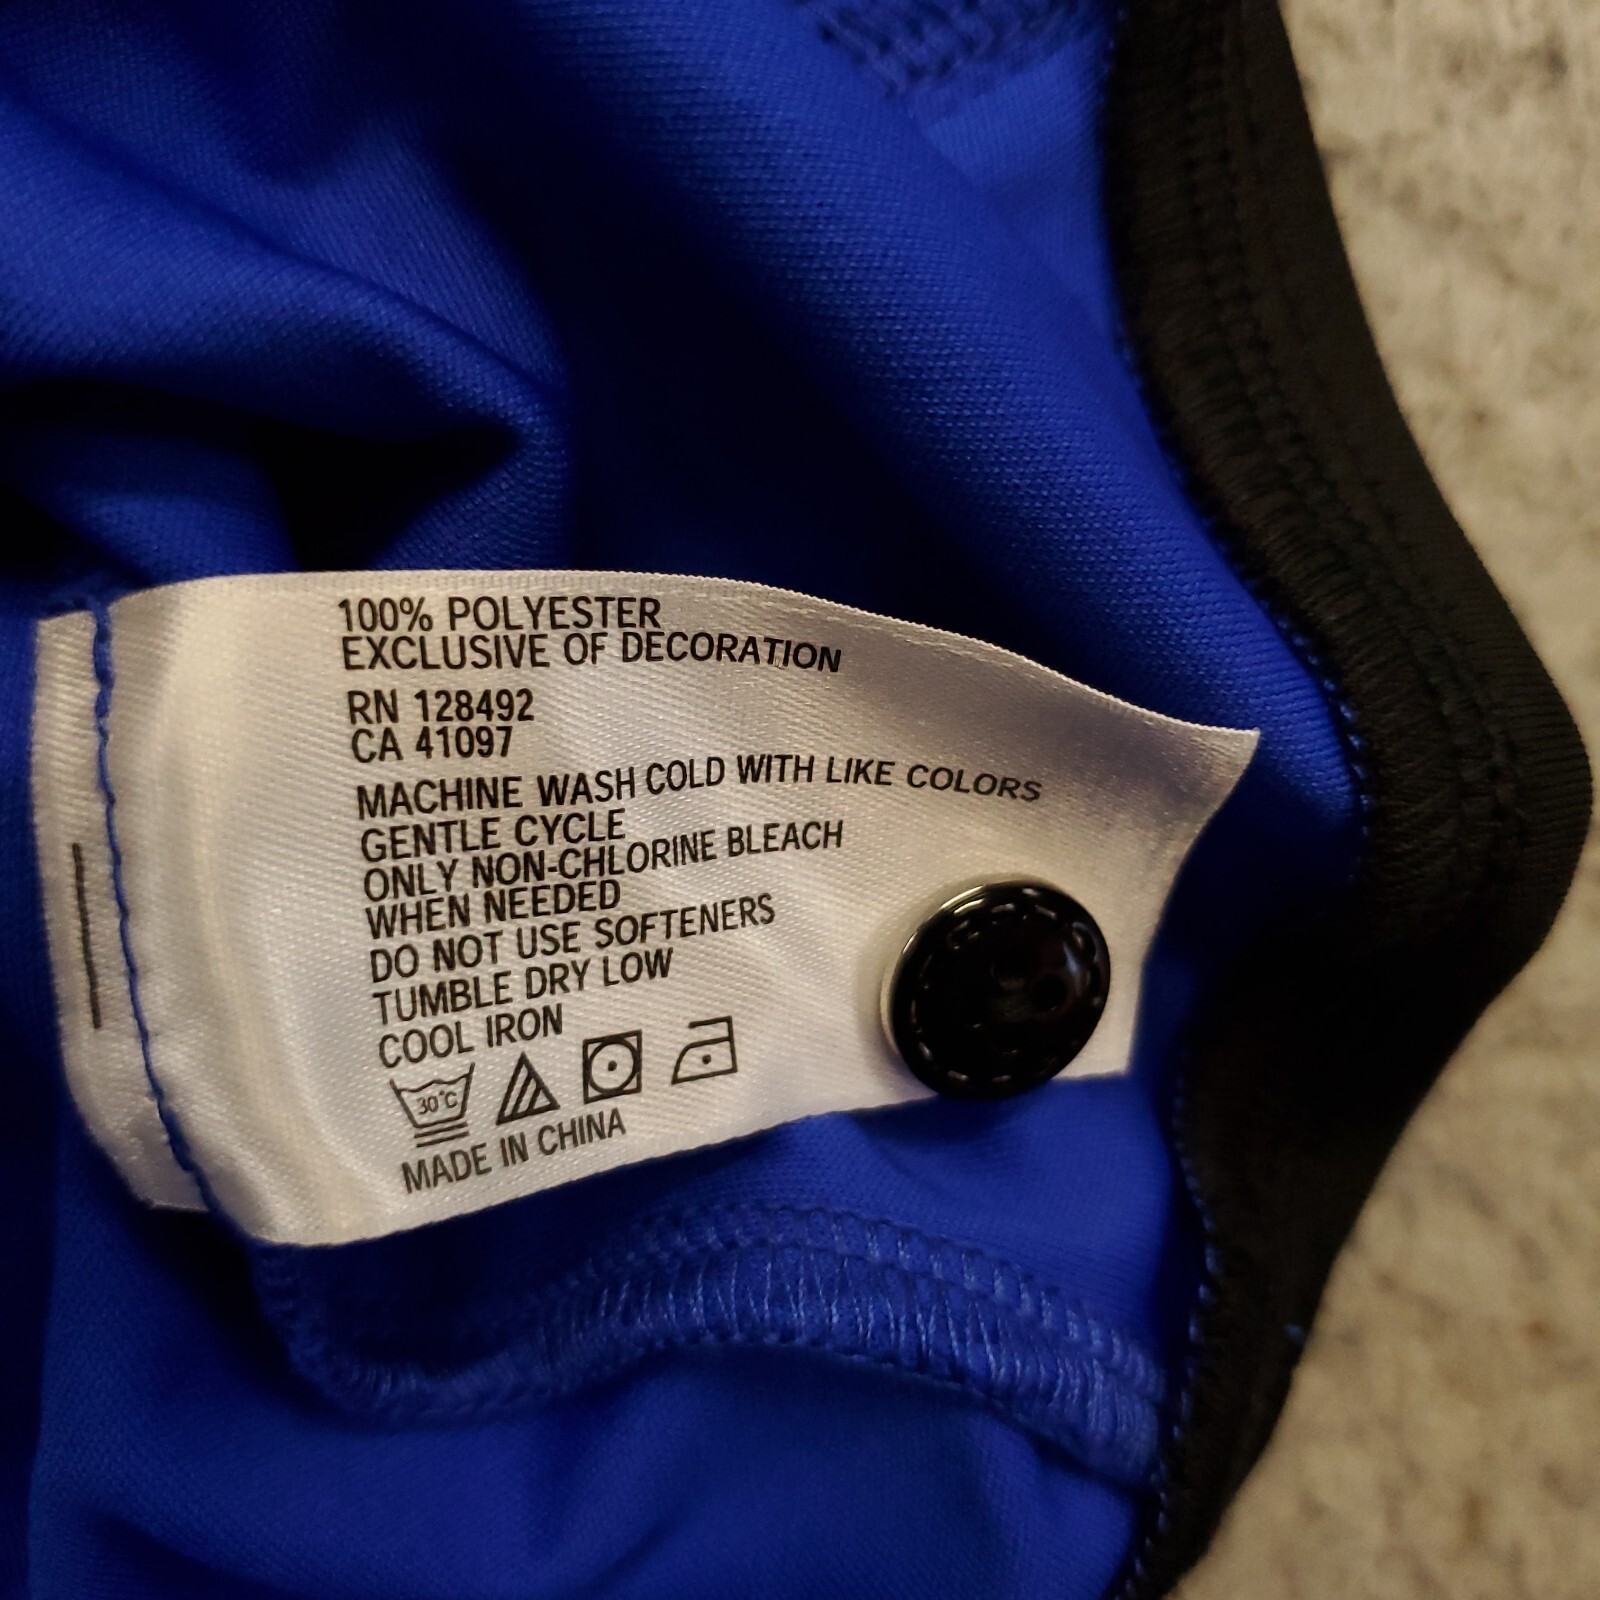 100% POLYESTER
EXCLUSIVE OF DECORATION
RN 128492
CA 41097
MACHINE WASH COLD WITH LIKE COLORS
GENTLE CYCLE
ONLY NON-CHLORINE BLEACH
WHEN NEEDED
DO NOT USE SOFTENERS
TUMBLE DRY LOW
COOL IRON
30°C
MADE IN CHINA